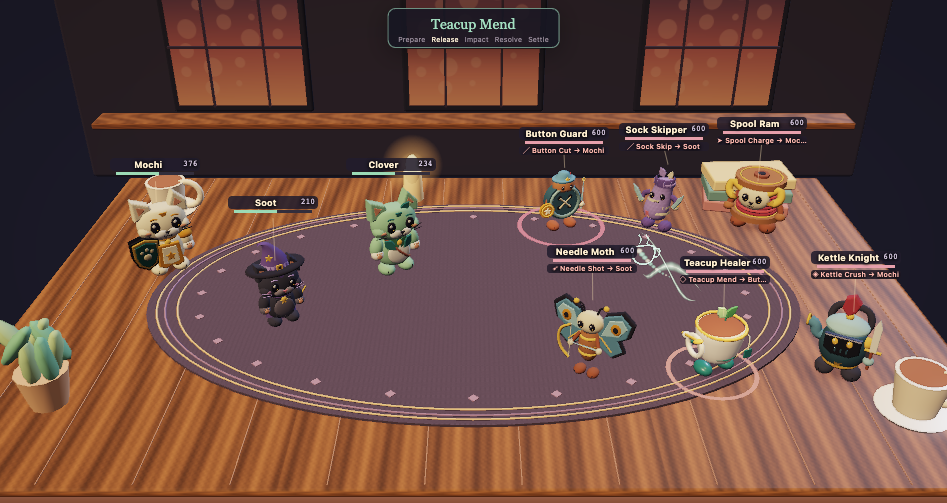 Teacup Mend
Prepare Release Impact Resolve Settle
Button Guard 600
Button Cut → Mochi
Sock Skipper 600
Sock Skip → Soot
Spool Ram 600
Spool Charge → Moc...
Mochi 376
Clover 234
Soot 210
Needle Moth 600
Needle Shot → Soot
Teacup Healer 600
Teacup Mend → But...
Kettle Knight 600
Kettle Crush → Mochi